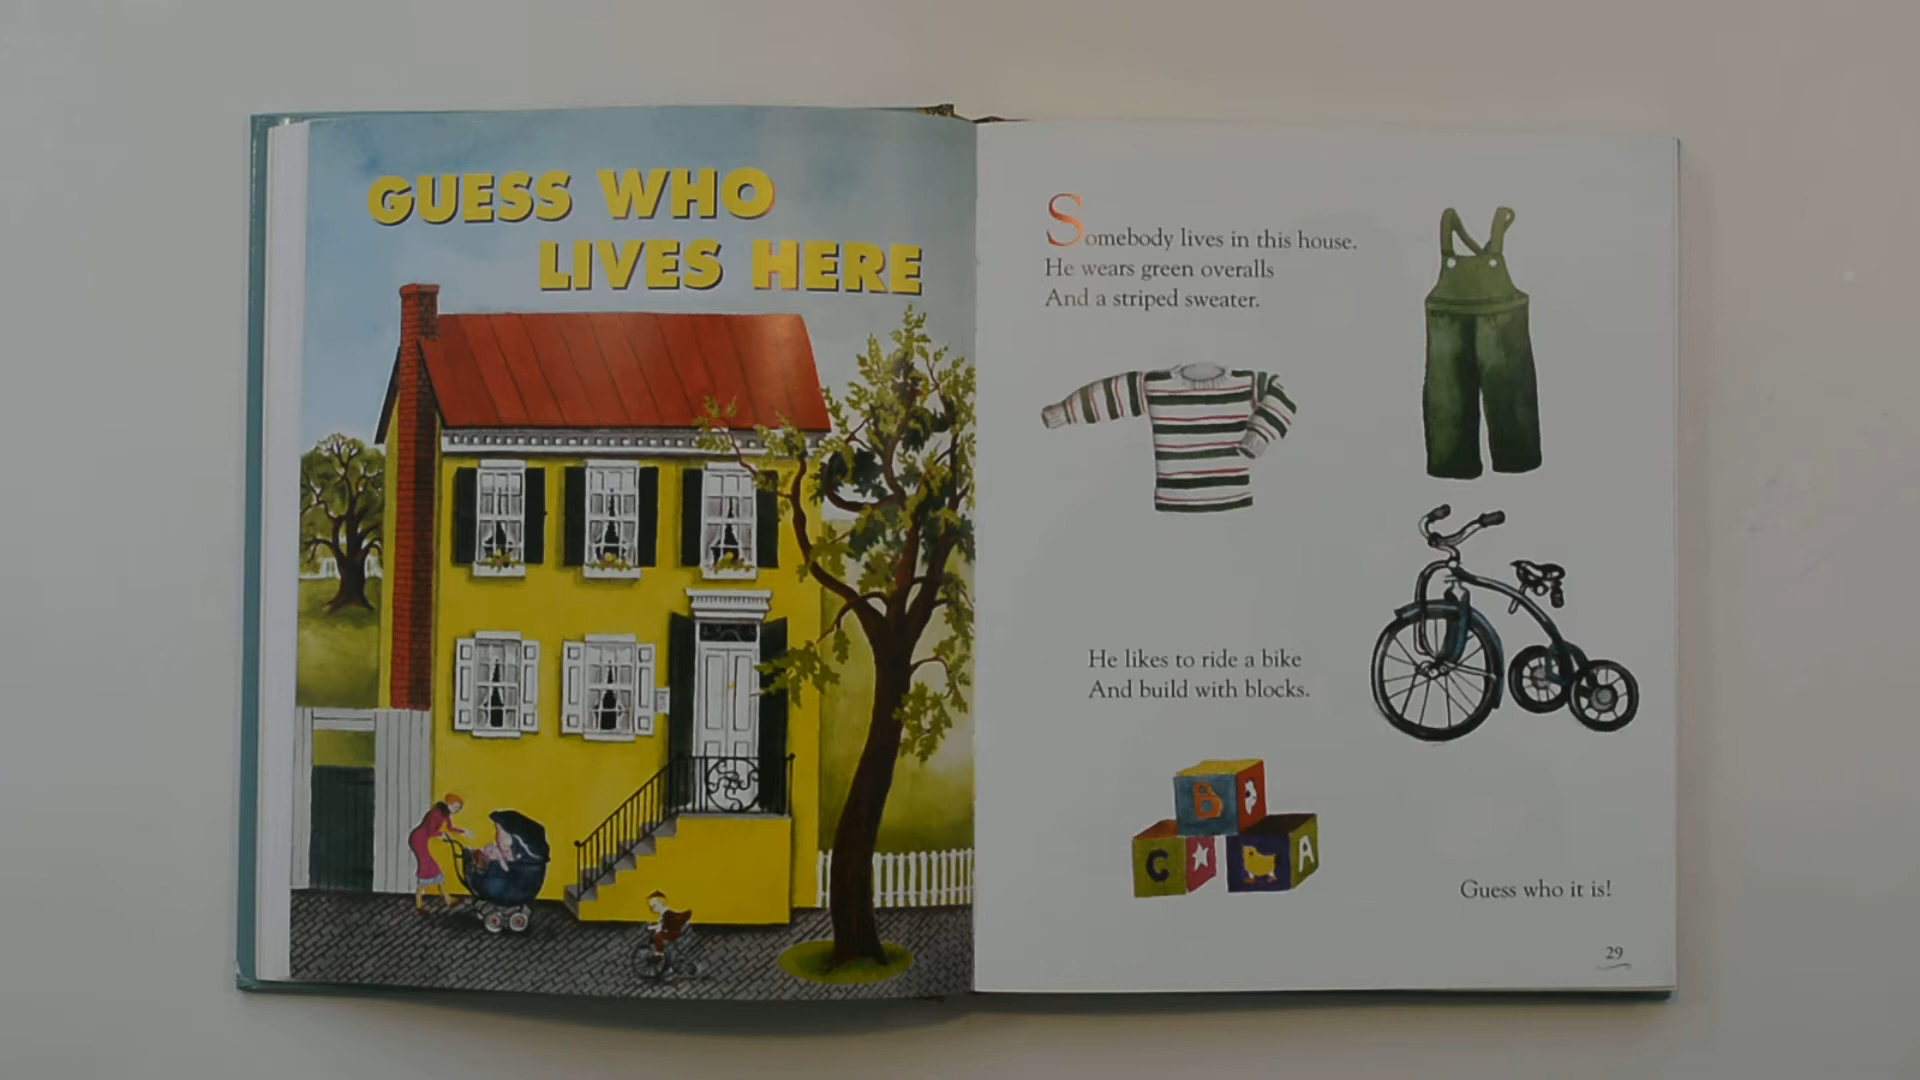 GUESS WHO
LIVES HERE
Somebody lives in this house.
He wears green overalls
And a striped sweater.
He likes to ride a bike
And build with blocks.
B
C A
Guess who it is!
29